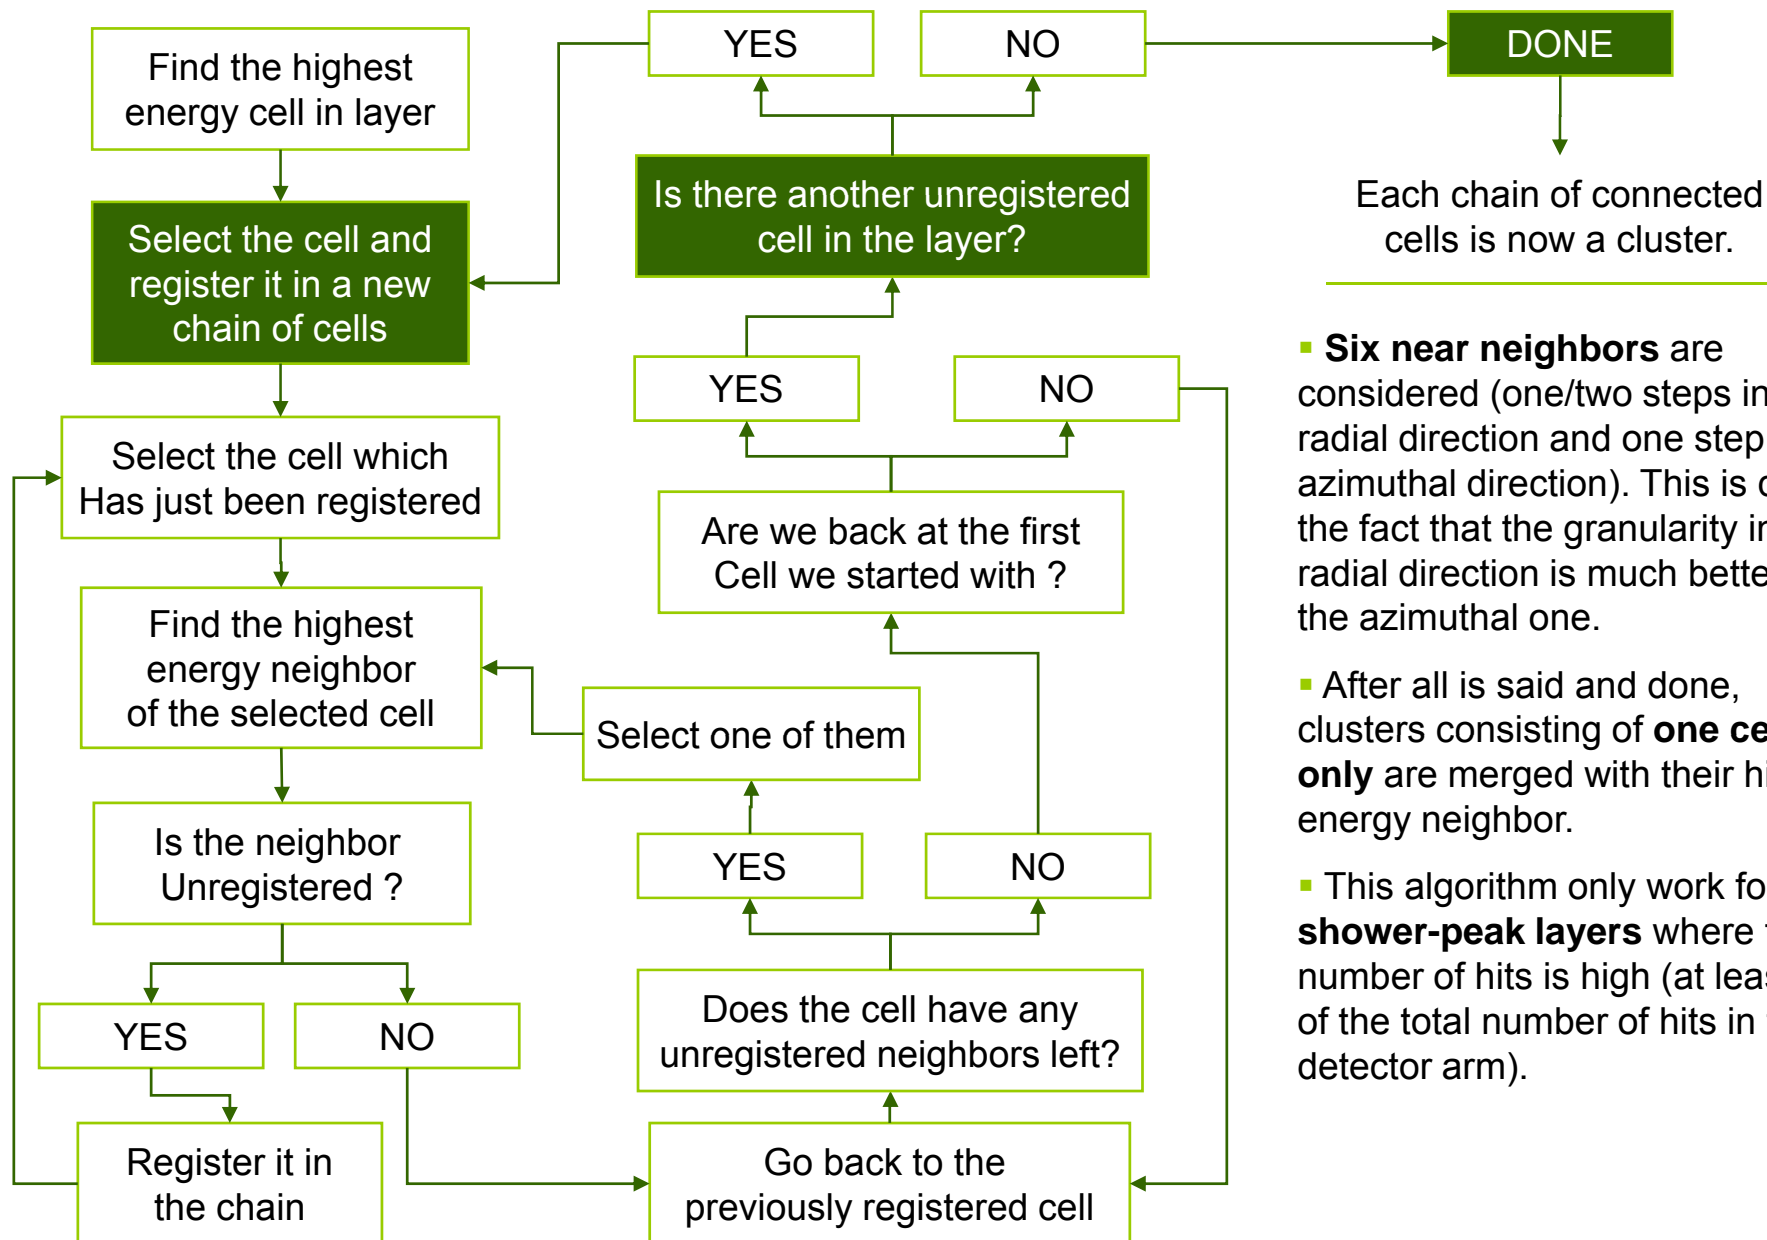 Find the highest
energy cell in layer
Select the cell and
register it in a new
chain of cells
Select the cell which
Has just been registered
Find the highest
energy neighbor
of the selected cell
Is the neighbor
Unregistered ?
YES
NO
Register it in
the chain
YES
NO
Is there another unregistered
cell in the layer?
YES
NO
Are we back at the first
Cell we started with ?
Select one of them
YES
NO
Does the cell have any
unregistered neighbors left?
Go back to the
previously registered cell
DONE
Each chain of connected
cells is now a cluster.
▪ Six near neighbors are
considered (one/two steps in
radial direction and one step
azimuthal direction). This is
the fact that the granularity
radial direction is much
the azimuthal one.
▪ After all is said and done,
clusters consisting of one
only are merged with their
energy neighbor.
▪ This algorithm only work
shower-peak layers where
number of hits is high (at
of the total number of hits in
detector arm).